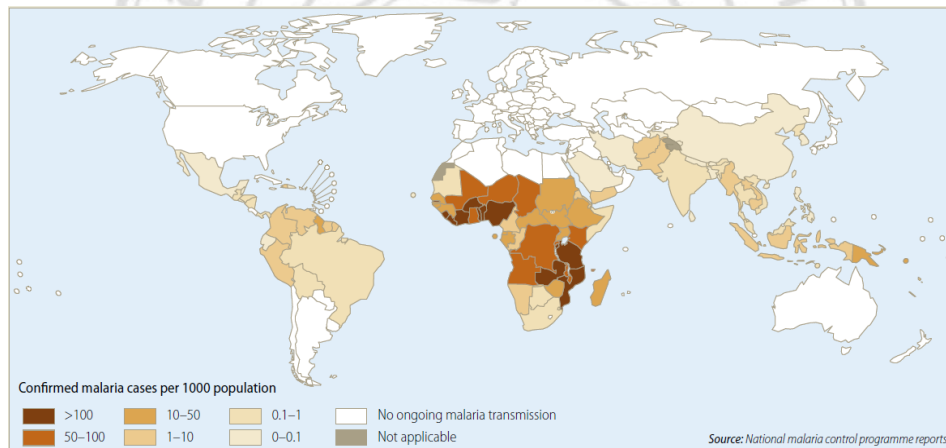 Confirmed malaria cases per 1000 population
>100
10–50
0.1–1
No ongoing malaria transmission
50–100
1–10
0–0.1
Not applicable
Source: National malaria control programme reports